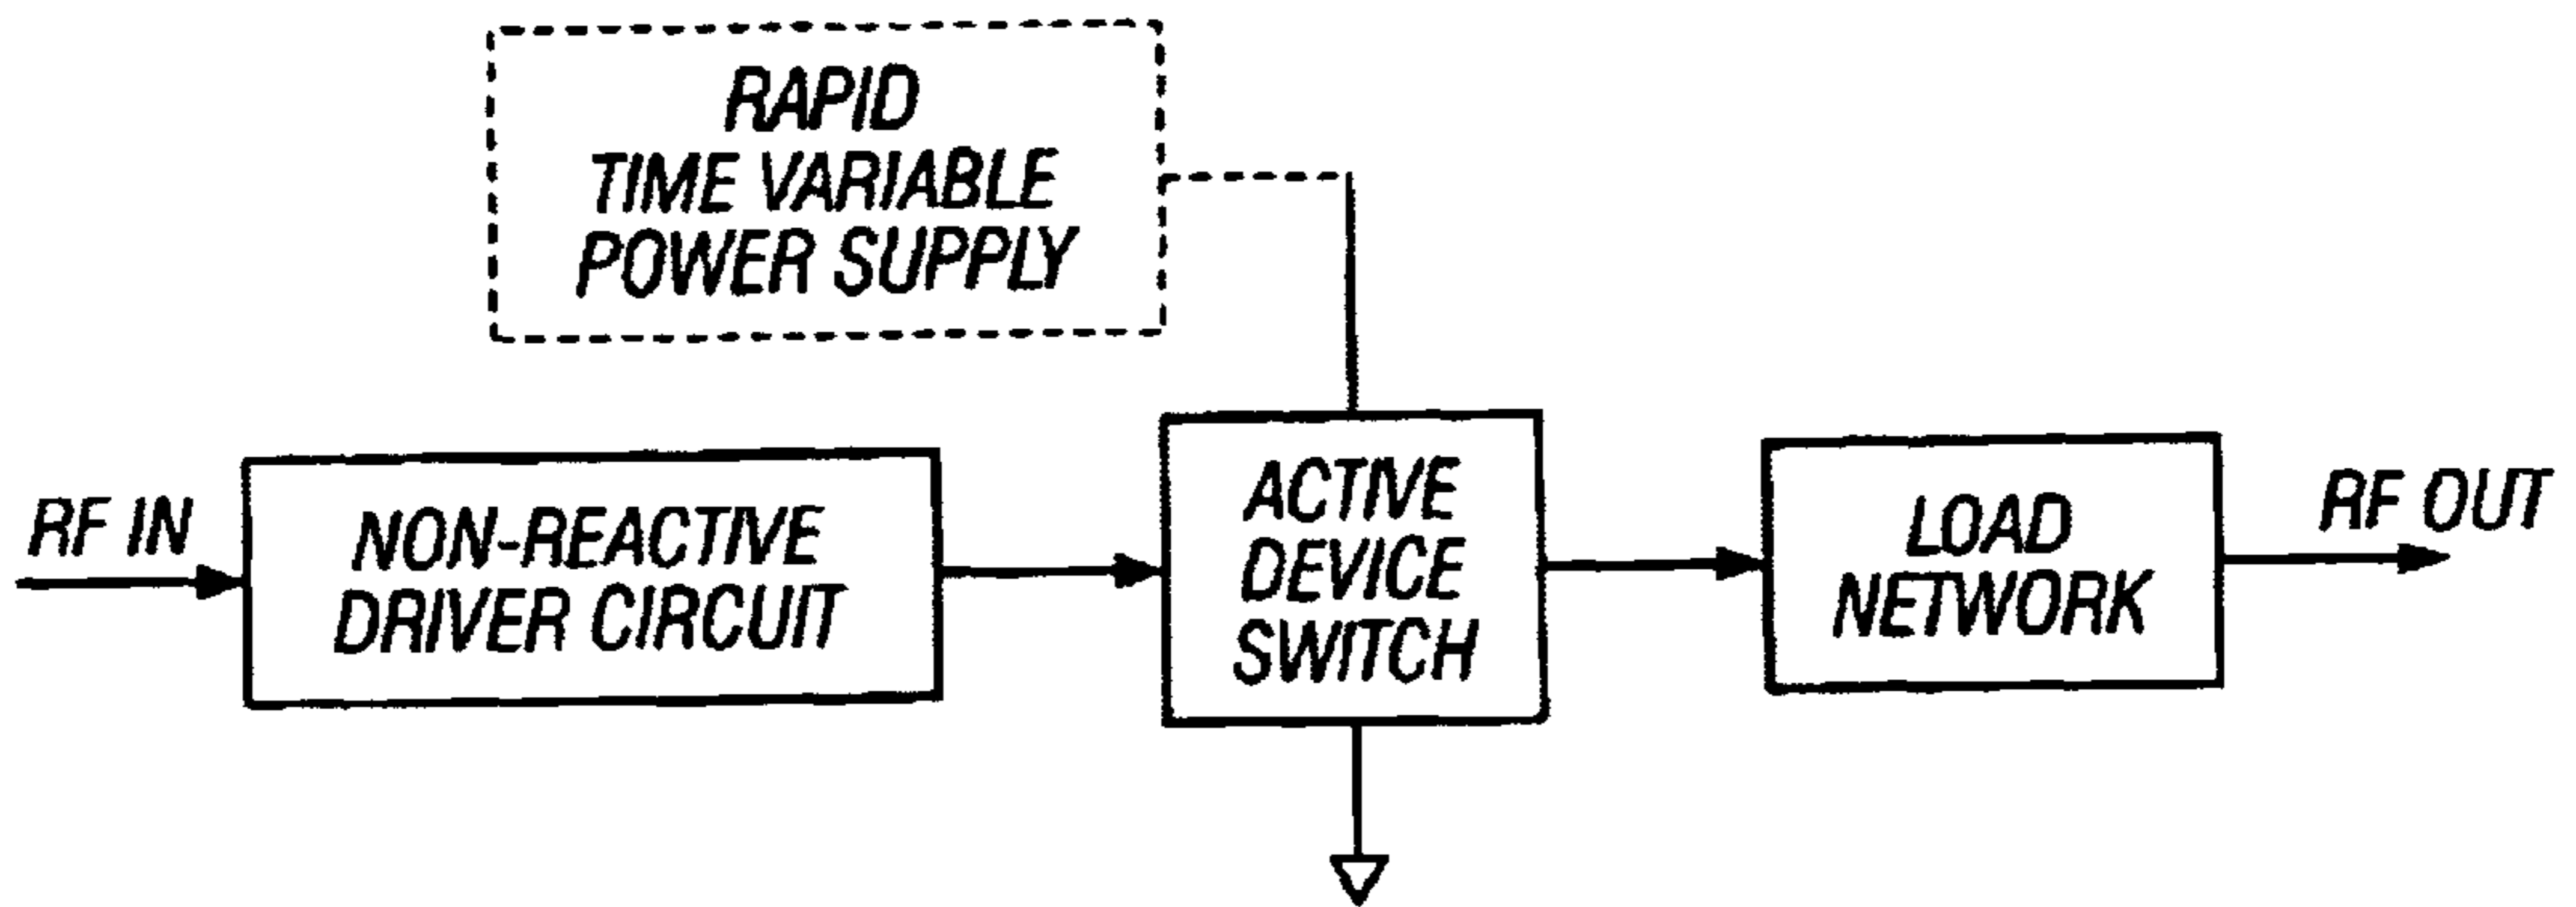 RAPID
TIME VARIABLE
POWER SUPPLY
RF IN
NON-REACTIVE
DRIVER CIRCUIT
ACTIVE
DEVICE
SWITCH
LOAD
NETWORK
RF OUT